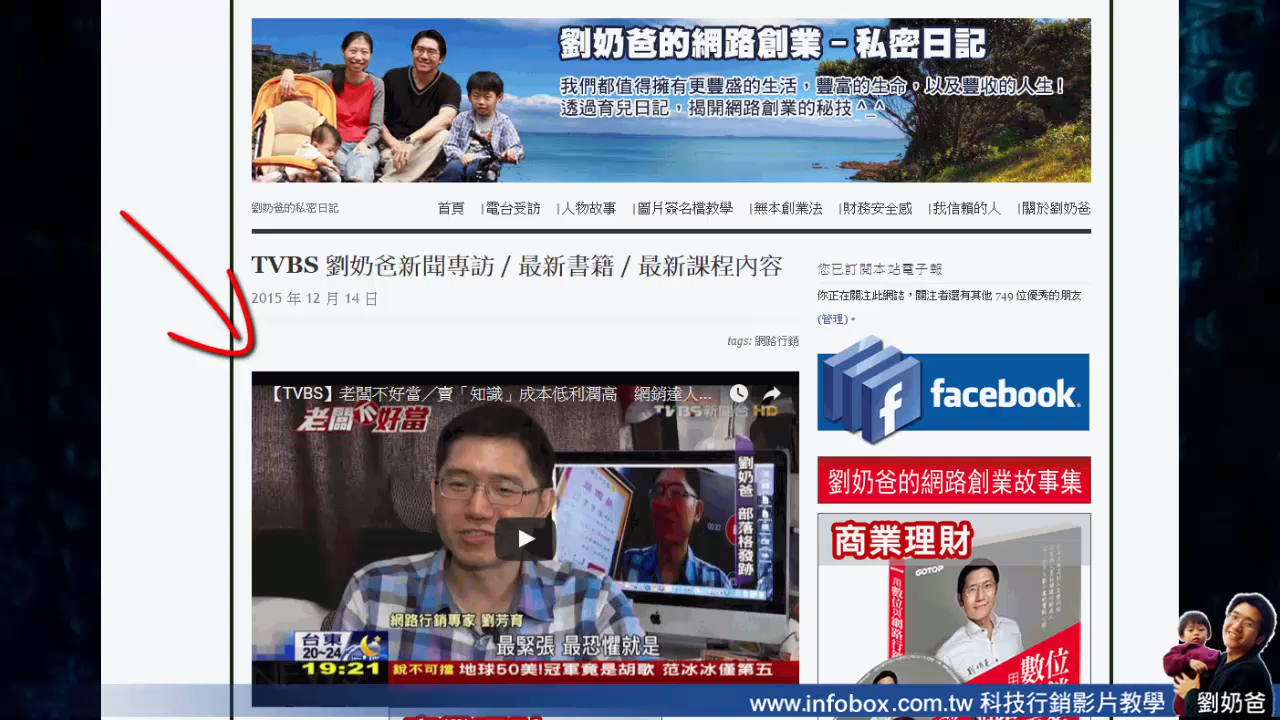 劉奶爸的網路創業 – 私密日記
我們都值得擁有更豐盛的生活，豐富的生命，以及豐收的人生!
透過育兒日記，揭開網路創業的秘技 ^_^
劉奶爸的私密日記
首頁 |電台受訪 |人物故事 |圖片簽名檔教學 |無本創業法 |財務安全感 |我信賴的人 |關於劉奶爸
TVBS 劉奶爸新聞專訪 / 最新書籍 / 最新課程內容
2015 年 12 月 14 日
tags: 網路行銷
【TVBS】老闆不好當／賣「知識」成本低利潤高 網銷達人...
老闆不好當
TVBS新聞台 HD
劉奶爸 部落格發跡
網路行銷專家 劉芳育
最緊張 最恐懼就是
台東
20~24
19:21
銳不可擋 地球50美!冠軍竟是胡歌 范冰冰僅第五
您已訂閱本站電子報
你正在關注此網誌，關注者還有其他 749 位優秀的朋友
(管理)。
facebook
劉奶爸的網路創業故事集
商業理財
GOTOP
用數位與網路行銷
數位
www.infobox.com.tw 科技行銷影片教學
劉奶爸